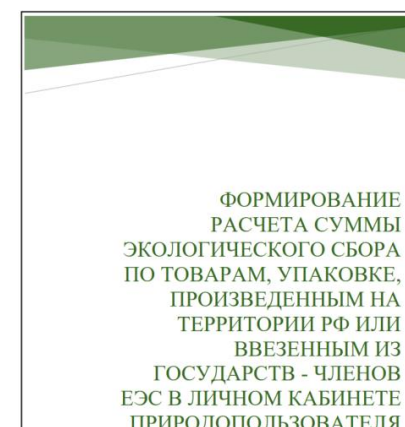 ФОРМИРОВАНИЕ
РАСЧЕТА СУММЫ
ЭКОЛОГИЧЕСКОГО СБОРА
ПО ТОВАРАМ, УПАКОВКЕ,
ПРОИЗВЕДЕННЫМ НА
ТЕРРИТОРИИ РФ ИЛИ
ВВЕЗЕННЫМ ИЗ
ГОСУДАРСТВ - ЧЛЕНОВ
ЕЭС В ЛИЧНОМ КАБИНЕТЕ
ПРИРОДОПОЛЬЗОВАТЕЛЯ